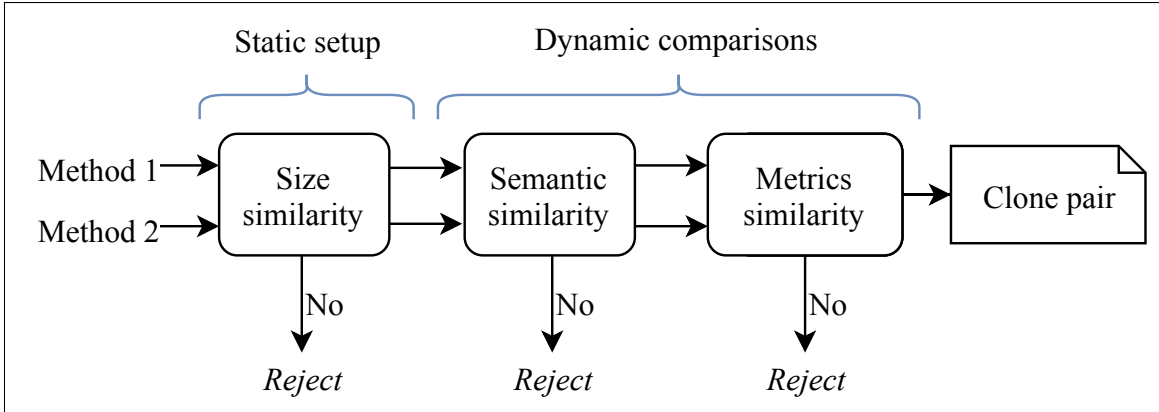 Static setup
Dynamic comparisons
Method 1
Method 2
Size
similarity
Semantic
similarity
Metrics
similarity
Clone pair
No
No
No
Reject
Reject
Reject